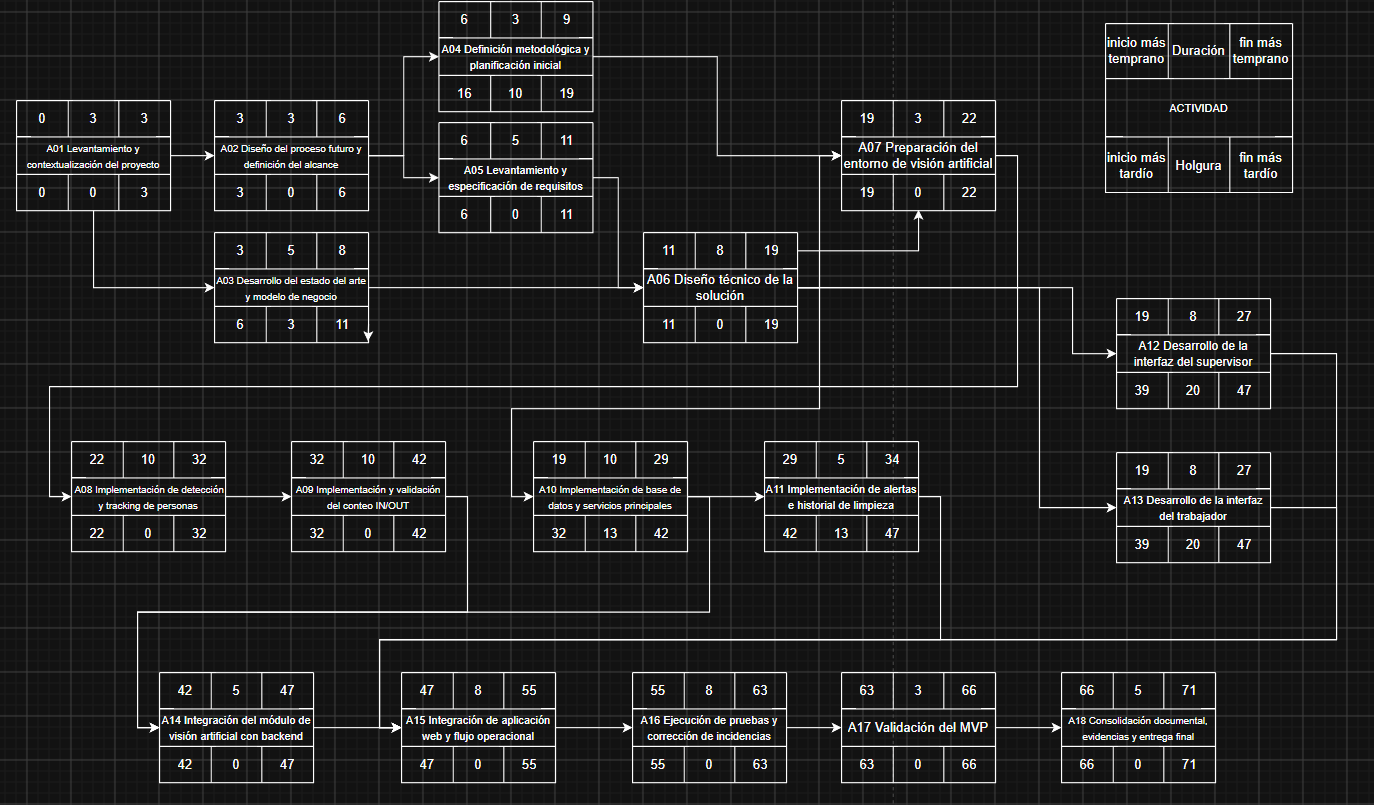 6 3 9
A04 Definición metodológica y
planificación inicial
16 10 19
inicio más
temprano
Duración
fin más
temprano
ACTIVIDAD
inicio más
tardío
Holgura
fin más
tardío
0 3 3
A01 Levantamiento y
contextualización del proyecto
0 0 3
3 3 6
A02 Diseño del proceso futuro y
definición del alcance
3 0 6
6 5 11
A05 Levantamiento y
especificación de requisitos
6 0 11
19 3 22
A07 Preparación del
entorno de visión artificial
19 0 22
3 5 8
A03 Desarrollo del estado del arte
y modelo de negocio
6 3 11
11 8 19
A06 Diseño técnico de la
solución
11 0 19
19 8 27
A12 Desarrollo de la
interfaz del supervisor
39 20 47
22 10 32
A08 Implementación de detección
y tracking de personas
22 0 32
32 10 42
A09 Implementación y validación
del conteo IN/OUT
32 0 42
19 10 29
A10 Implementación de base de
datos y servicios principales
32 13 42
29 5 34
A11 Implementación de alertas
e historial de limpieza
42 13 47
19 8 27
A13 Desarrollo de la interfaz
del trabajador
39 20 47
42 5 47
A14 Integración del módulo de
visión artificial con backend
42 0 47
47 8 55
A15 Integración de aplicación
web y flujo operacional
47 0 55
55 8 63
A16 Ejecución de pruebas y
corrección de incidencias
55 0 63
63 3 66
A17 Validación del MVP
63 0 66
66 5 71
A18 Consolidación documental,
evidencias y entrega final
66 0 71